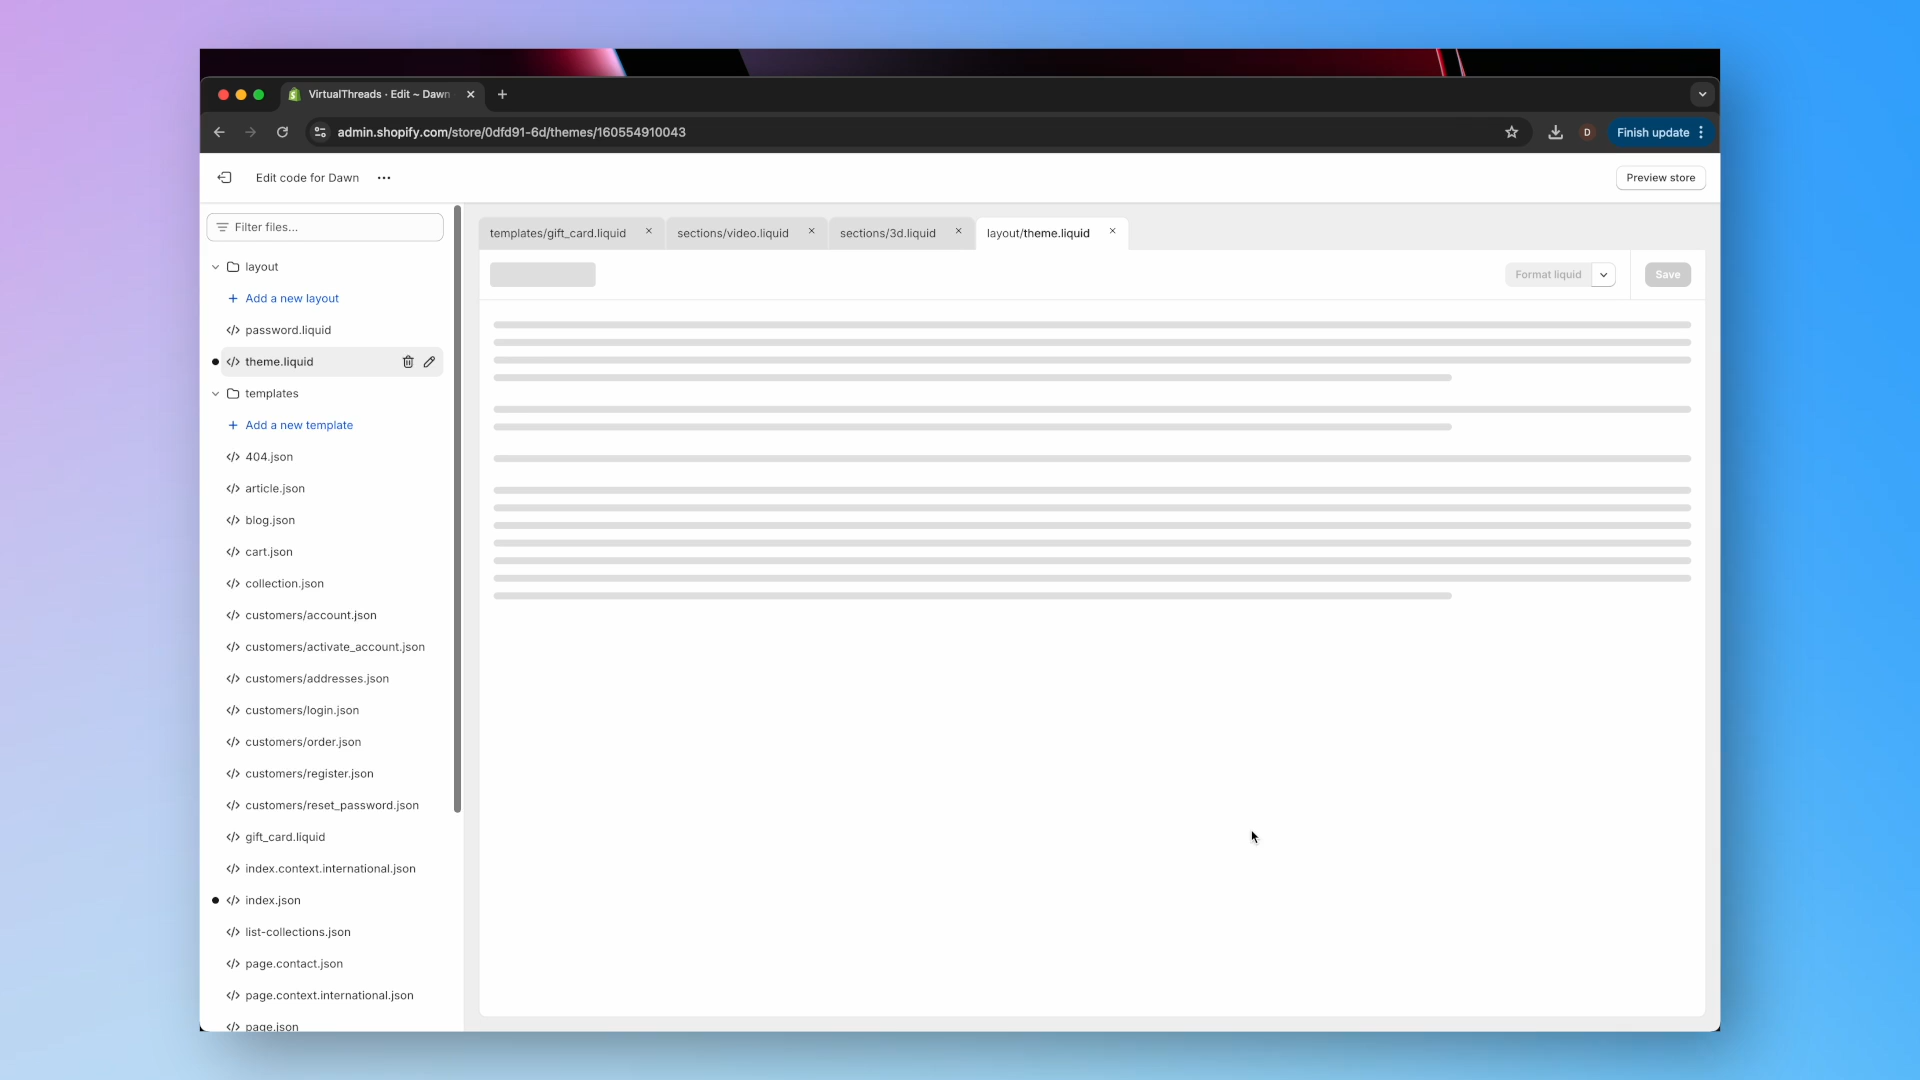 VirtualThreads · Edit ~ Dawn
admin.shopify.com/store/0dfd91-6d/themes/160554910043
D
Finish update
Edit code for Dawn
Preview store
Filter files...
templates/gift_card.liquid
sections/video.liquid
sections/3d.liquid
layout/theme.liquid
Format liquid
Save
layout
Add a new layout
password.liquid
theme.liquid
templates
Add a new template
404.json
article.json
blog.json
cart.json
collection.json
customers/account.json
customers/activate_account.json
customers/addresses.json
customers/login.json
customers/order.json
customers/register.json
customers/reset_password.json
gift_card.liquid
index.context.international.json
index.json
list-collections.json
page.contact.json
page.context.international.json
page.json